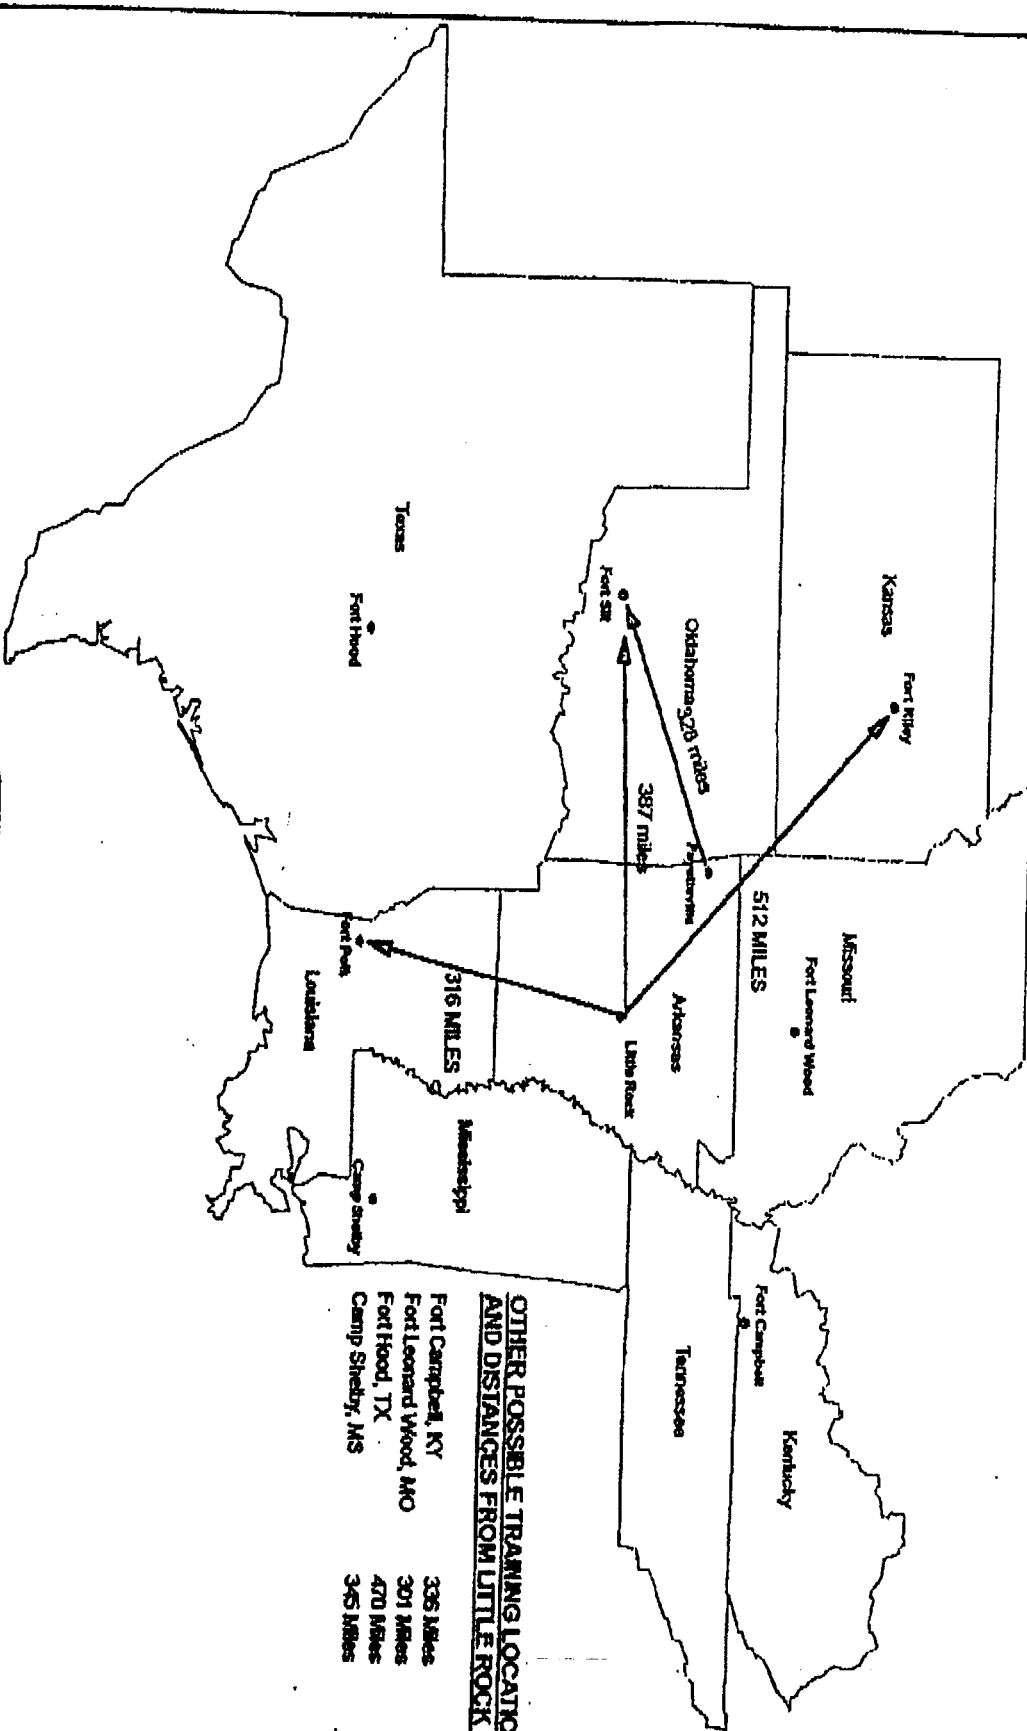 Kansas
Fort Riley
Missouri
Fort Leonard Wood
512 MILES
Kentucky
Fort Campbell
Oklahoma
328 miles
Fayetteville
387 miles
Fort Sill
Arkansas
Little Rock
Tennessee
Texas
Fort Hood
Fort Polk
316 MILES
Louisiana
Mississippi
Camp Shelby
OTHER POSSIBLE TRAINING LOCATIO
AND DISTANCES FROM LITTLE ROCK
Fort Campbell, KY 336 Miles
Fort Leonard Wood, MO 301 Miles
Fort Hood, TX 470 Miles
Camp Shelby, MS 345 Miles